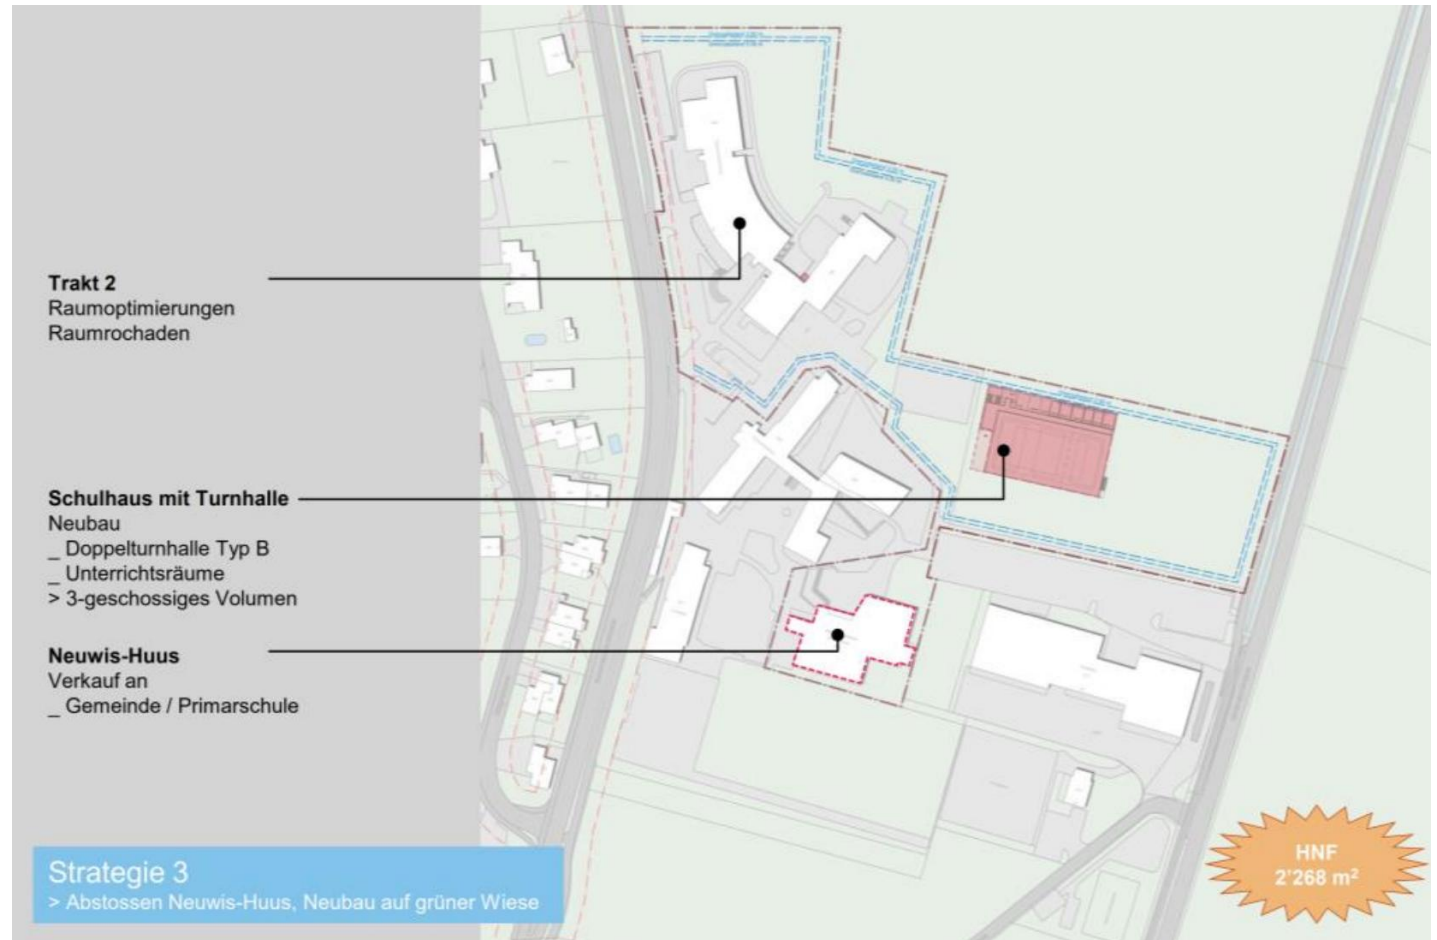 Trakt 2
Raumoptimierungen
Raumrochaden
Schulhaus mit Turnhalle
Neubau
_ Doppelturnhalle Typ B
_ Unterrichtsräume
> 3-geschossiges Volumen
Neuwis-Huus
Verkauf an
_ Gemeinde / Primarschule
Strategie 3
> Abstossen Neuwis-Huus, Neubau auf grüner Wiese
HNF
2'268 m²